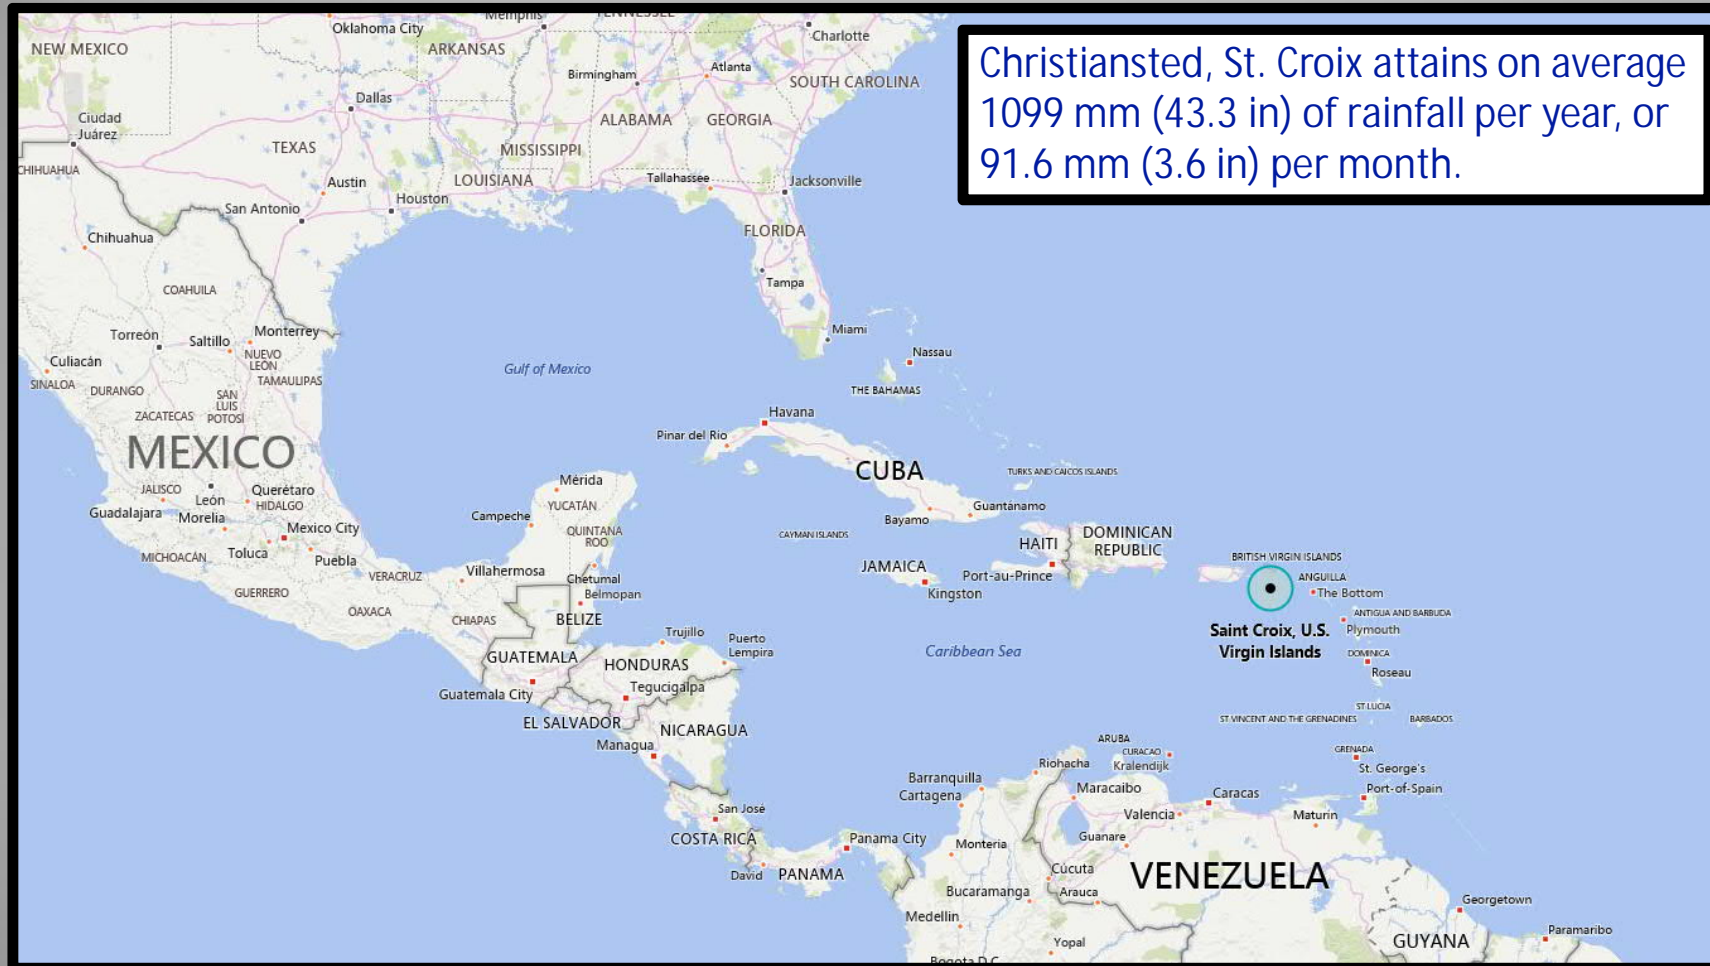 Christiansted, St. Croix attains on average
1099 mm (43.3 in) of rainfall per year, or
91.6 mm (3.6 in) per month.
Memphis
TENNESSEE
Oklahoma City
Charlotte
NEW MEXICO
ARKANSAS
Birmingham
Atlanta
SOUTH CAROLINA
Dallas
Ciudad
Juárez
ALABAMA
GEORGIA
TEXAS
MISSISSIPPI
CHIHUAHUA
Austin
LOUISIANA
Tallahassee
Jacksonville
Houston
San Antonio
Chihuahua
FLORIDA
Tampa
COAHUILA
Torreón
Saltillo
Monterrey
Miami
NUEVO
LEÓN
Nassau
Culiacán
Gulf of Mexico
SINALOA
DURANGO
TAMAULIPAS
THE BAHAMAS
SAN
LUIS
POTOSÍ
ZACATECAS
Havana
Pinar del Rio
MEXICO
CUBA
TURKS AND CAICOS ISLANDS
Mérida
JALISCO
León
Querétaro
HIDALGO
YUCATÁN
Guadalajara
Morelia
Campeche
Guantánamo
Bayamo
Mexico City
QUINTANA
ROO
CAYMAN ISLANDS
HAITI
DOMINICAN
REPUBLIC
MICHOACÁN
Toluca
Puebla
BRITISH VIRGIN ISLANDS
VERACRUZ
Villahermosa
JAMAICA
Port-au-Prince
ANGUILLA
Chetumal
Belmopan
Kingston
The Bottom
GUERRERO
OAXACA
CHIAPAS
BELIZE
ANTIGUA AND BARBUDA
Saint Croix, U.S.
Virgin Islands
Plymouth
Trujillo
Puerto
Lempira
Caribbean Sea
DOMINICA
GUATEMALA
HONDURAS
Roseau
Guatemala City
Tegucigalpa
ST LUCIA
EL SALVADOR
NICARAGUA
ST VINCENT AND THE GRENADINES
BARBADOS
Managua
ARUBA
CURACAO
GRENADA
Riohacha
Kralendijk
St. George's
Barranquilla
Cartagena
Maracaibo
Caracas
Port-of-Spain
San José
Valencia
Maturin
COSTA RICA
Panama City
Monteria
Guanare
David
PANAMA
Cúcuta
VENEZUELA
Bucaramanga
Arauca
Georgetown
Medellin
Yopal
GUYANA
Paramaribo
Bogota D.C.